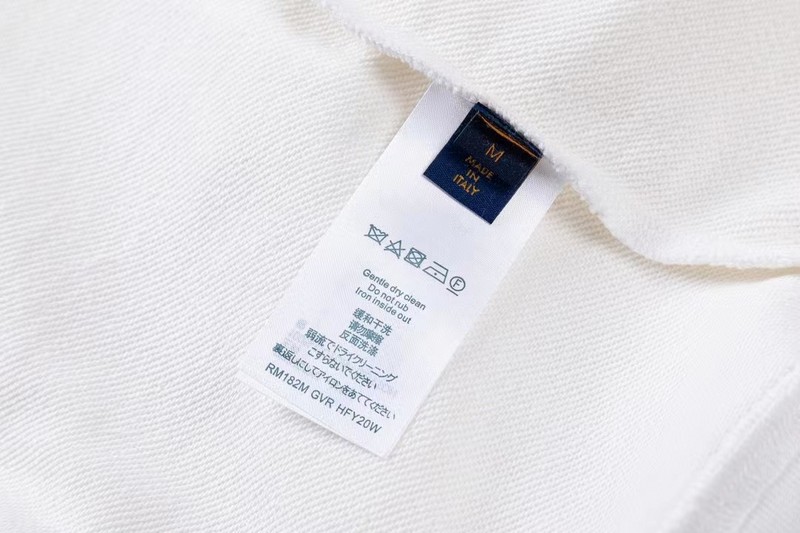 M
MADE
IN
ITALY
F
Gentle dry clean
Do not rub
Iron inside out
缓和干洗
请勿摩擦
反面洗涤
弱流でドライクリーニング
こすらないでください
裏返しにしてアイロンをあててください
RM182M GVR HFY20W